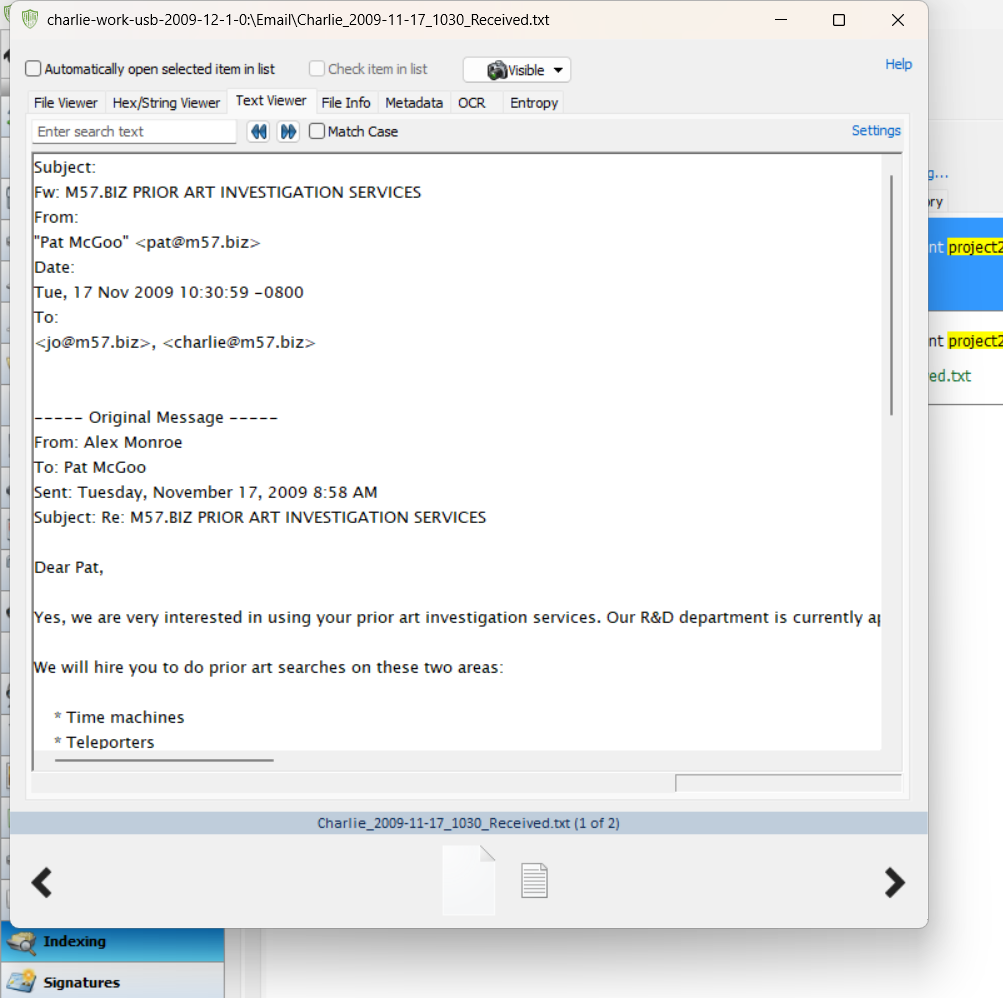 charlie-work-usb-2009-12-1-0:\Email\Charlie_2009-11-17_1030_Received.txt
Automatically open selected item in list
Check item in list
Visible
Help
File Viewer
Hex/String Viewer
Text Viewer
File Info
Metadata
OCR
Entropy
Enter search text
Match Case
Settings
Subject:
Fw: M57.BIZ PRIOR ART INVESTIGATION SERVICES
From:
"Pat McGoo" <pat@m57.biz>
Date:
Tue, 17 Nov 2009 10:30:59 -0800
To:
<jo@m57.biz>, <charlie@m57.biz>
----- Original Message -----
From: Alex Monroe
To: Pat McGoo
Sent: Tuesday, November 17, 2009 8:58 AM
Subject: Re: M57.BIZ PRIOR ART INVESTIGATION SERVICES
Dear Pat,
Yes, we are very interested in using your prior art investigation services. Our R&D department is currently
We will hire you to do prior art searches on these two areas:
* Time machines
* Teleporters
Charlie_2009-11-17_1030_Received.txt (1 of 2)
Indexing
Signatures
g...
ry
nt project2
nt project2
ed.txt